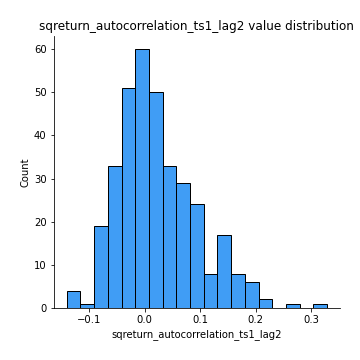 sqreturn_autocorrelation_ts1_lag2 value distribution
60
50
40
30
20
10
0
Count
−0.1 0.0 0.1 0.2 0.3
sqreturn_autocorrelation_ts1_lag2